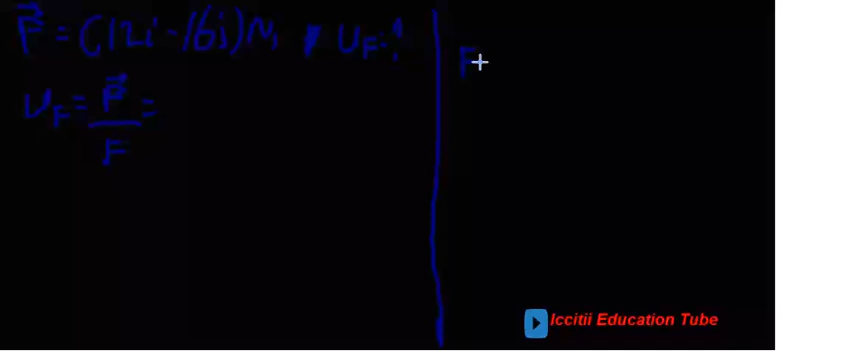 F⃗ = (12i - 16j)N, U_F = ?
U_F = F⃗/F =
F
Iccitii Education Tube